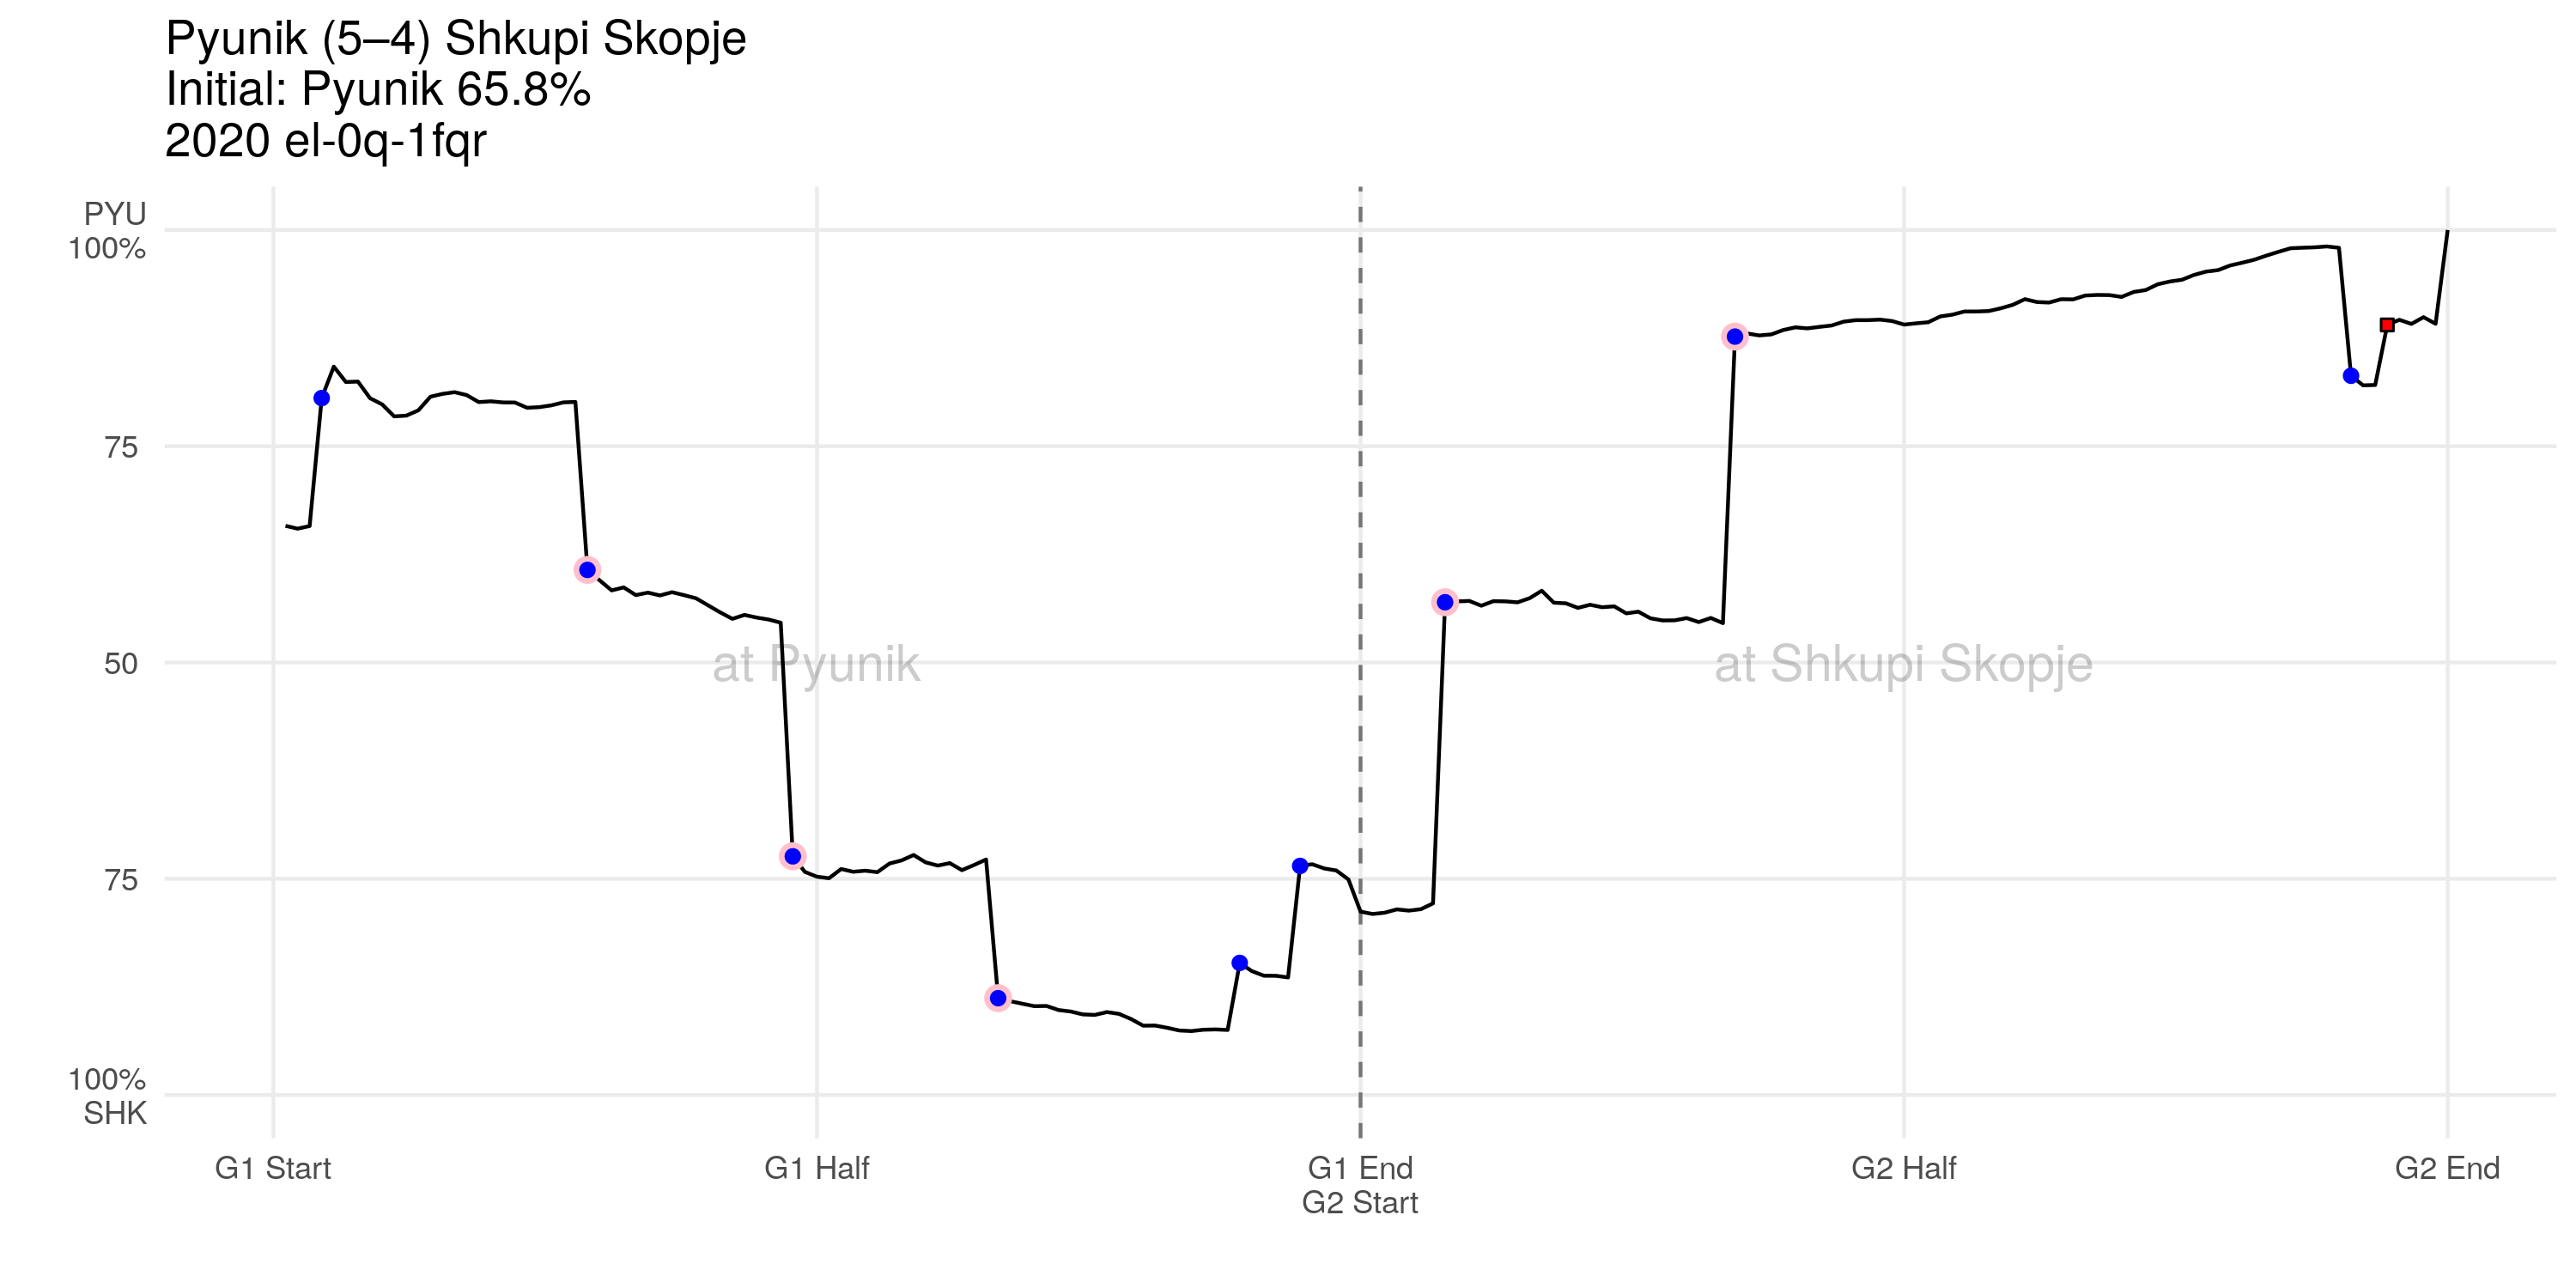 Pyunik (5–4) Shkupi Skopje
Initial: Pyunik 65.8%
2020 el-0q-1fqr
PYU
100%
75
50
75
100%
SHK
at Pyunik
at Shkupi Skopje
G1 Start
G1 Half
G1 End
G2 Start
G2 Half
G2 End